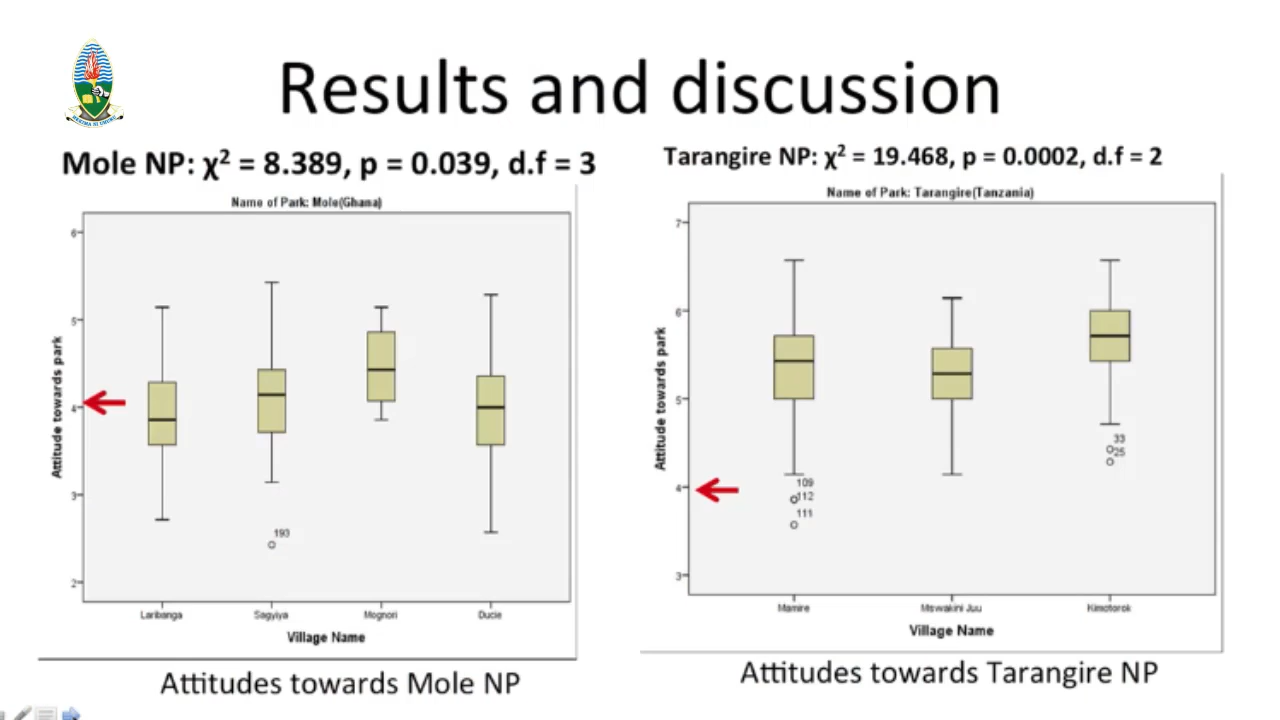 Results and discussion
Mole NP: χ² = 8.389, p = 0.039, d.f = 3
Name of Park: Mole(Ghana)
Attitude towards park
6
5
4
3
2
193
Laribanga Sagyiya Mognori Ducie
Village Name
Attitudes towards Mole NP
Tarangire NP: χ² = 19.468, p = 0.0002, d.f = 2
Name of Park: Tarangire(Tanzania)
Attitude towards park
7
6
5
4
3
109
112
111
33
25
Mamire Miswakini Juu Kimotorok
Village Name
Attitudes towards Tarangire NP